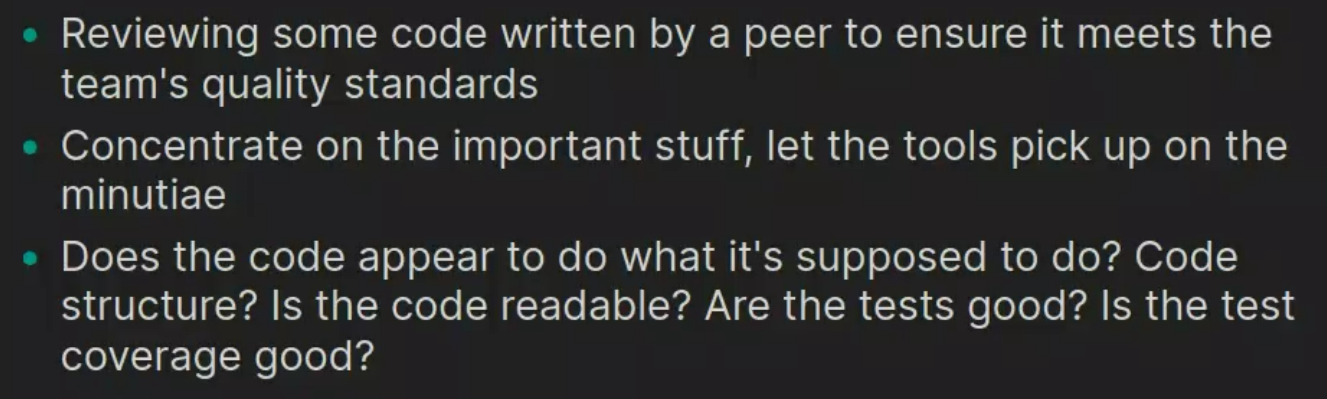 • Reviewing some code written by a peer to ensure it meets the
team's quality standards
• Concentrate on the important stuff, let the tools pick up on the
minutiae
• Does the code appear to do what it's supposed to do? Code
structure? Is the code readable? Are the tests good? Is the test
coverage good?